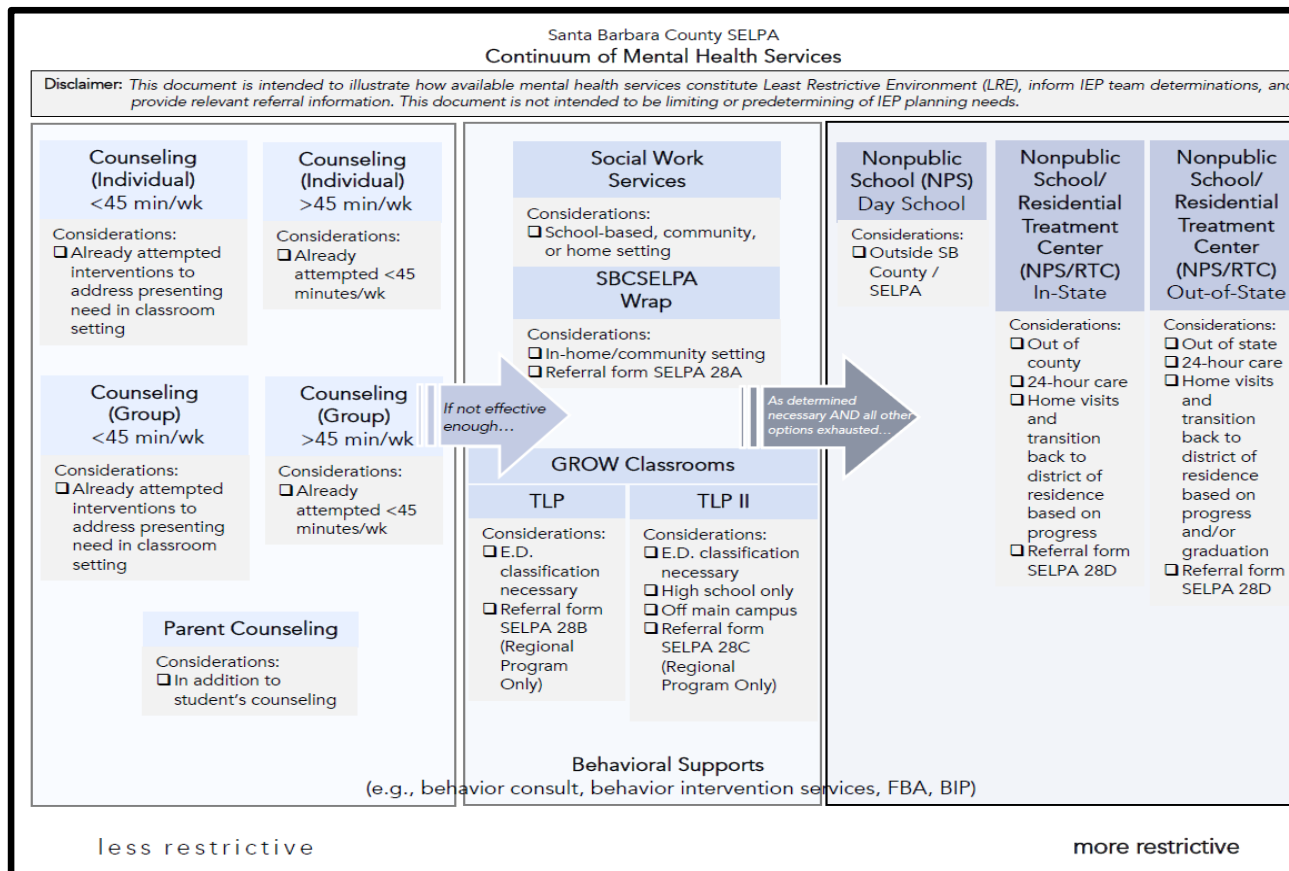 Santa Barbara County SELPA
Continuum of Mental Health Services
Disclaimer: This document is intended to illustrate how available mental health services constitute Least Restrictive Environment (LRE), inform IEP team determinations, and
provide relevant referral information. This document is not intended to be limiting or predetermining of IEP planning needs.
Counseling
(Individual)
<45 min/wk
Considerations:
❑ Already attempted
interventions to
address presenting
need in classroom
setting
Counseling
(Individual)
>45 min/wk
Considerations:
❑ Already
attempted <45
minutes/wk
Counseling
(Group)
<45 min/wk
Considerations:
❑ Already attempted
interventions to
address presenting
need in classroom
setting
Counseling
(Group)
>45 min/wk
Considerations:
❑ Already
attempted <45
minutes/wk
Parent Counseling
Considerations:
❑ In addition to
student's counseling
If not effective
enough...
Social Work
Services
Considerations:
❑ School-based, community,
or home setting
SBCSELPA
Wrap
Considerations:
❑ In-home/community setting
❑ Referral form SELPA 28A
GROW Classrooms
TLP
Considerations:
❑ E.D.
classification
necessary
❑ Referral form
SELPA 28B
(Regional
Program
Only)
TLP II
Considerations:
❑ E.D. classification
necessary
❑ High school only
❑ Off main campus
❑ Referral form
SELPA 28C
(Regional
Program Only)
As determined
necessary AND all other
options exhausted...
Nonpublic
School (NPS)
Day School
Considerations:
❑ Outside SB
County /
SELPA
Nonpublic
School/
Residential
Treatment
Center
(NPS/RTC)
In-State
Considerations:
❑ Out of
county
❑ 24-hour care
❑ Home visits
and
transition
back to
district of
residence
based on
progress
❑ Referral form
SELPA 28D
Nonpublic
School/
Residential
Treatment
Center
(NPS/RTC)
Out-of-State
Considerations:
❑ Out of state
❑ 24-hour care
❑ Home visits
and
transition
back to
district of
residence
based on
progress
and/or
graduation
❑ Referral form
SELPA 28D
Behavioral Supports
(e.g., behavior consult, behavior intervention services, FBA, BIP)
less restrictive
more restrictive